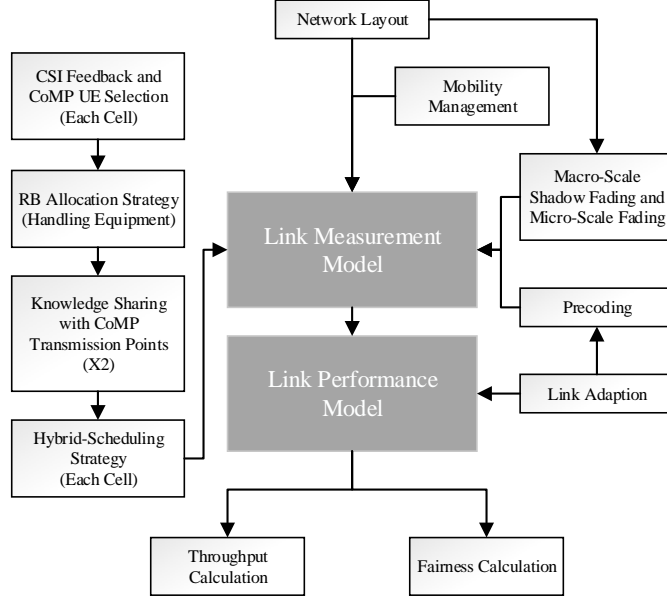 Network Layout
CSI Feedback and
CoMP UE Selection
(Each Cell)
Mobility
Management
RB Allocation Strategy
(Handling Equipment)
Macro-Scale
Shadow Fading and
Micro-Scale Fading
Link Measurement
Model
Knowledge Sharing
with CoMP
Transmission Points
(X2)
Precoding
Link Performance
Model
Link Adaption
Hybrid-Scheduling
Strategy
(Each Cell)
Throughput
Calculation
Fairness Calculation